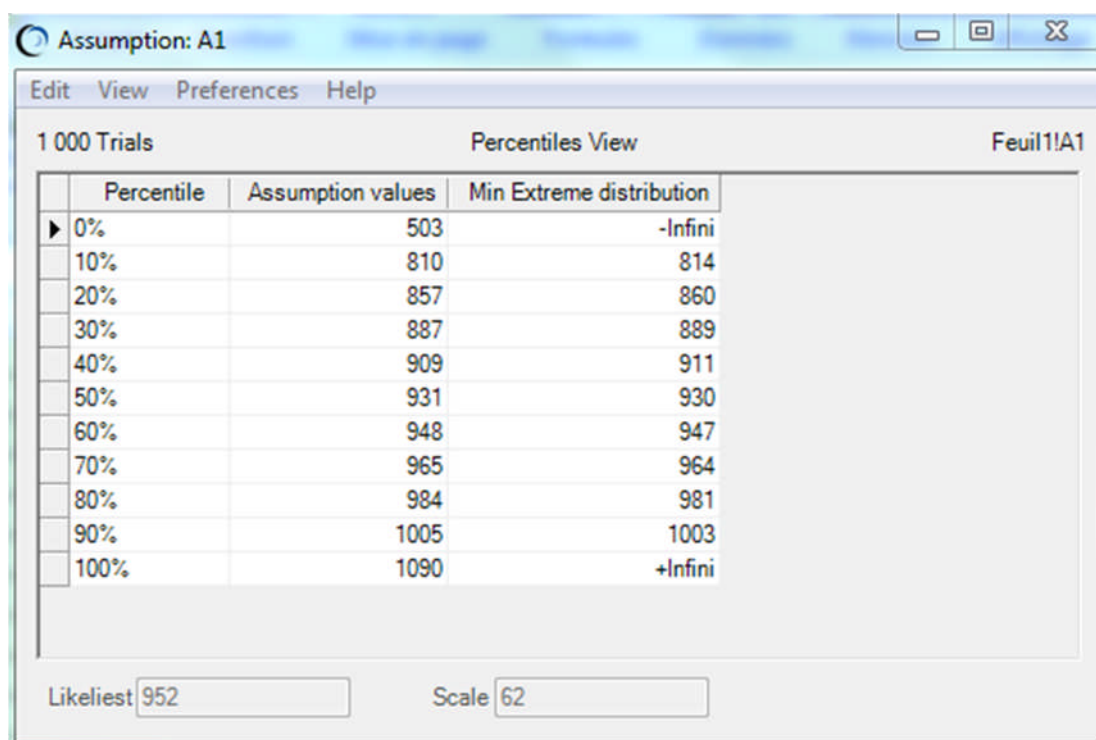 Assumption: A1
Edit View Preferences Help
1 000 Trials Percentiles View Feuil1!A1
Percentile Assumption values Min Extreme distribution
0% 503 -Infini
10% 810 814
20% 857 860
30% 887 889
40% 909 911
50% 931 930
60% 948 947
70% 965 964
80% 984 981
90% 1005 1003
100% 1090 +Infini
Likeliest 952 Scale 62